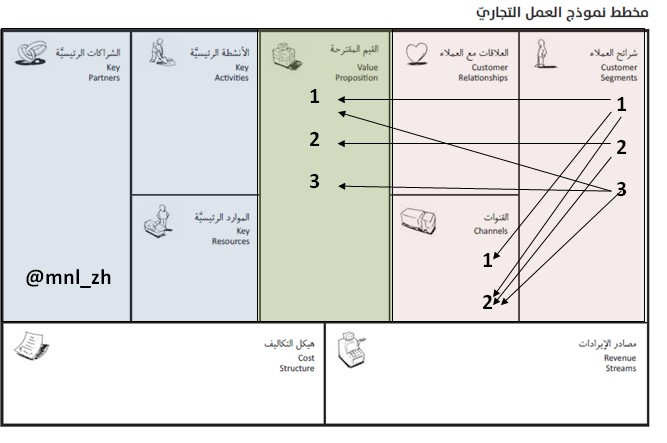 مخطط نموذج العمل التجاريّ
شرائح العملاء
Customer
Segments
1
2
3
العلاقات مع العملاء
Customer
Relationships
القنوات
Channels
1
2
القيم المقترحة
Value
Proposition
1
2
3
الأنشطة الرئيسيَّة
Key
Activities
الموارد الرئيسيَّة
Key
Resources
الشراكات الرئيسيَّة
Key
Partners
@mnl_zh
مصادر الإيرادات
Revenue
Streams
هيكل التكاليف
Cost
Structure